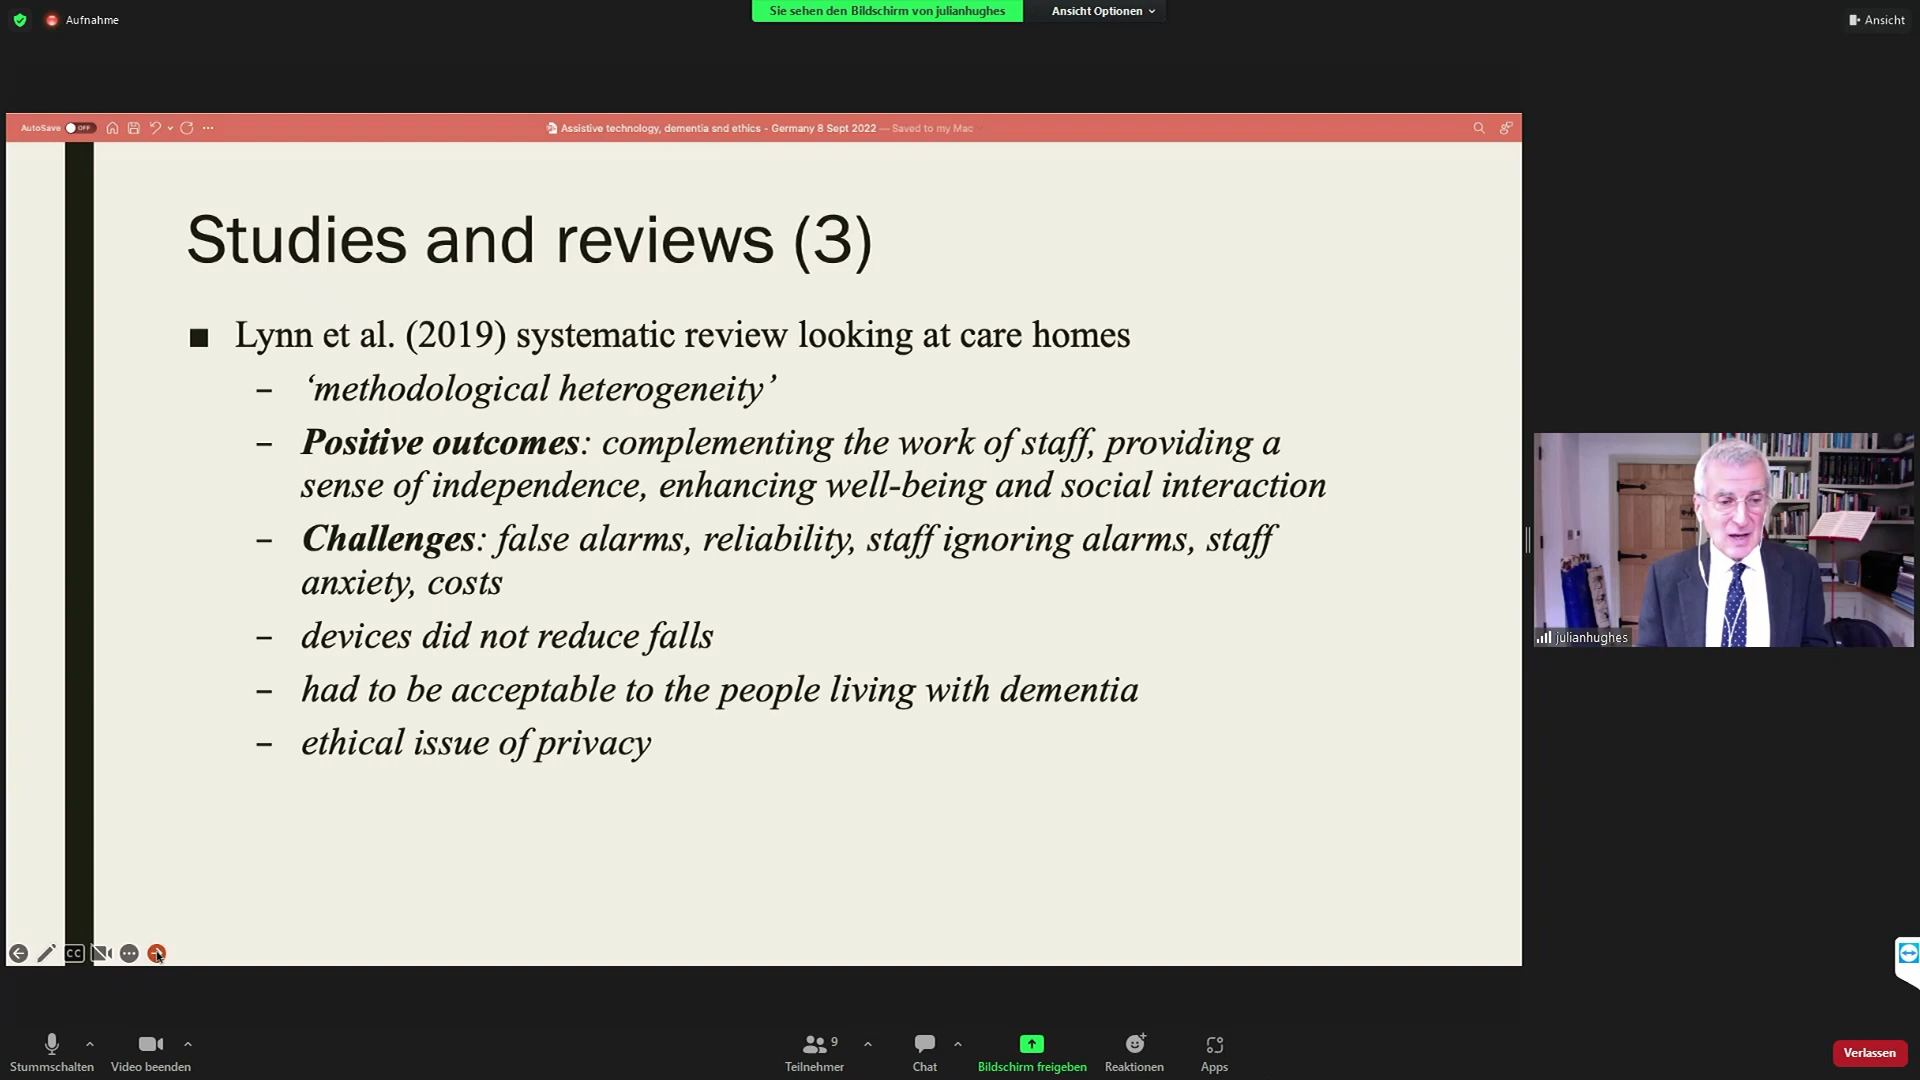 Aufnahme
Sie sehen den Bildschirm von julianhughes
Ansicht Optionen
Ansicht
AutoSave OFF
Assistive technology, dementia snd ethics - Germany 8 Sept 2022 — Saved to my Mac
Studies and reviews (3)
■ Lynn et al. (2019) systematic review looking at care homes
– ‘methodological heterogeneity’
– Positive outcomes: complementing the work of staff, providing a
sense of independence, enhancing well-being and social interaction
– Challenges: false alarms, reliability, staff ignoring alarms, staff
anxiety, costs
– devices did not reduce falls
– had to be acceptable to the people living with dementia
– ethical issue of privacy
julianhughes
CC
Stummschalten
Video beenden
9
Teilnehmer
Chat
Bildschirm freigeben
Reaktionen
Apps
Verlassen